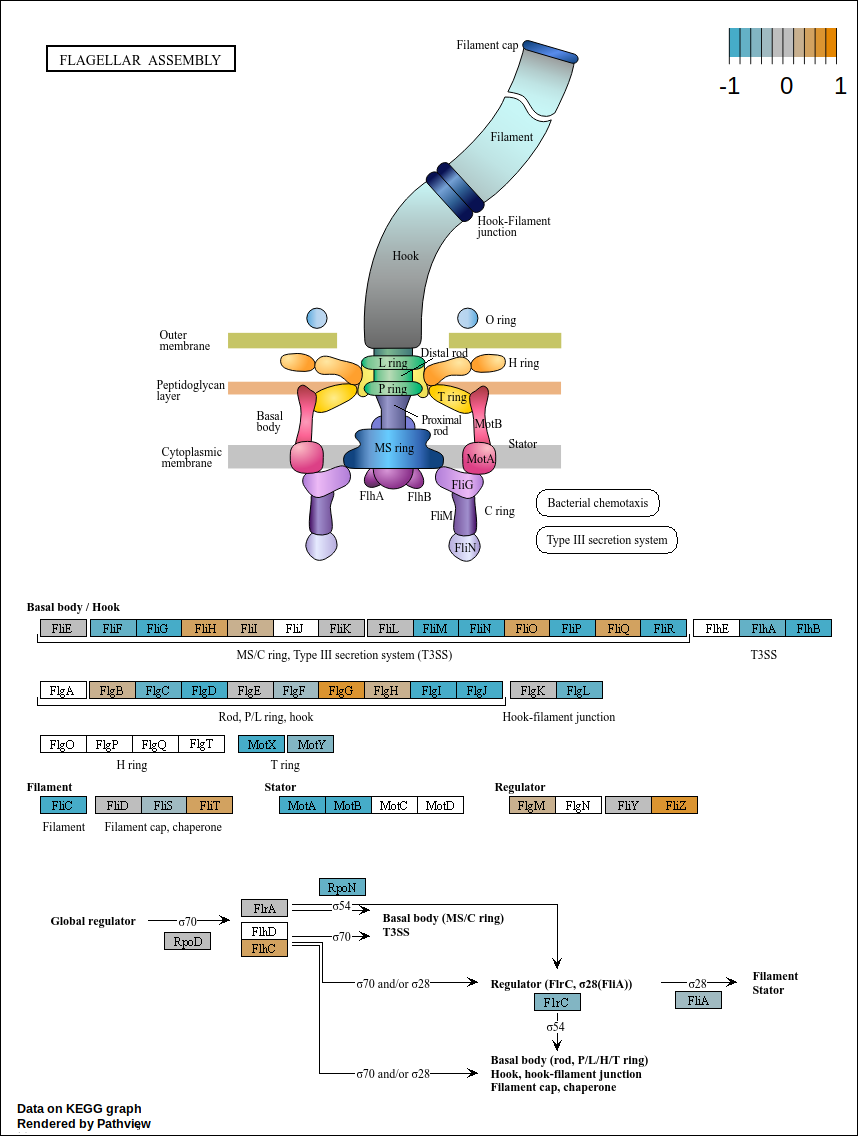 FLAGELLAR ASSEMBLY
-1 0 1
Filament cap
Filament
Hook-Filament
junction
Hook
O ring
Outer
membrane
Distal rod
L ring
H ring
Peptidoglycan
layer
P ring
T ring
Basal
body
Proximal
rod
MotB
Stator
Cytoplasmic
membrane
MS ring
MotA
FliG
FlhA
FlhB
FliM
C ring
FliN
Bacterial chemotaxis
Type III secretion system
Basal body / Hook
FliE FliF FliG FliH FliI FliJ FliK FliL FliM FliN FliO FliP FliQ FliR FlhE FlhA FlhB
MS/C ring, Type III secretion system (T3SS) T3SS
FlgA FlgB FlgC FlgD FlgE FlgF FlgG FlgH FlgI FlgJ FlgK FlgL
Rod, P/L ring, hook Hook-filament junction
FlgO FlgP FlgQ FlgT MotX MotY
H ring T ring
Filament Stator Regulator
FliC FliD FliS FliT MotA MotB MotC MotD FlgM FlgN FliY FliZ
Filament Filament cap, chaperone
RpoN
FlrA σ54
Global regulator σ70 Basal body (MS/C ring)
T3SS
RpoD FlhD σ70
FlhC
σ70 and/or σ28 Regulator (FlrC, σ28(FliA)) σ28 Filament
Stator
FlrC FliA
σ54
Basal body (rod, P/L/H/T ring)
σ70 and/or σ28 Hook, hook-filament junction
Filament cap, chaperone
Data on KEGG graph
Rendered by Pathview